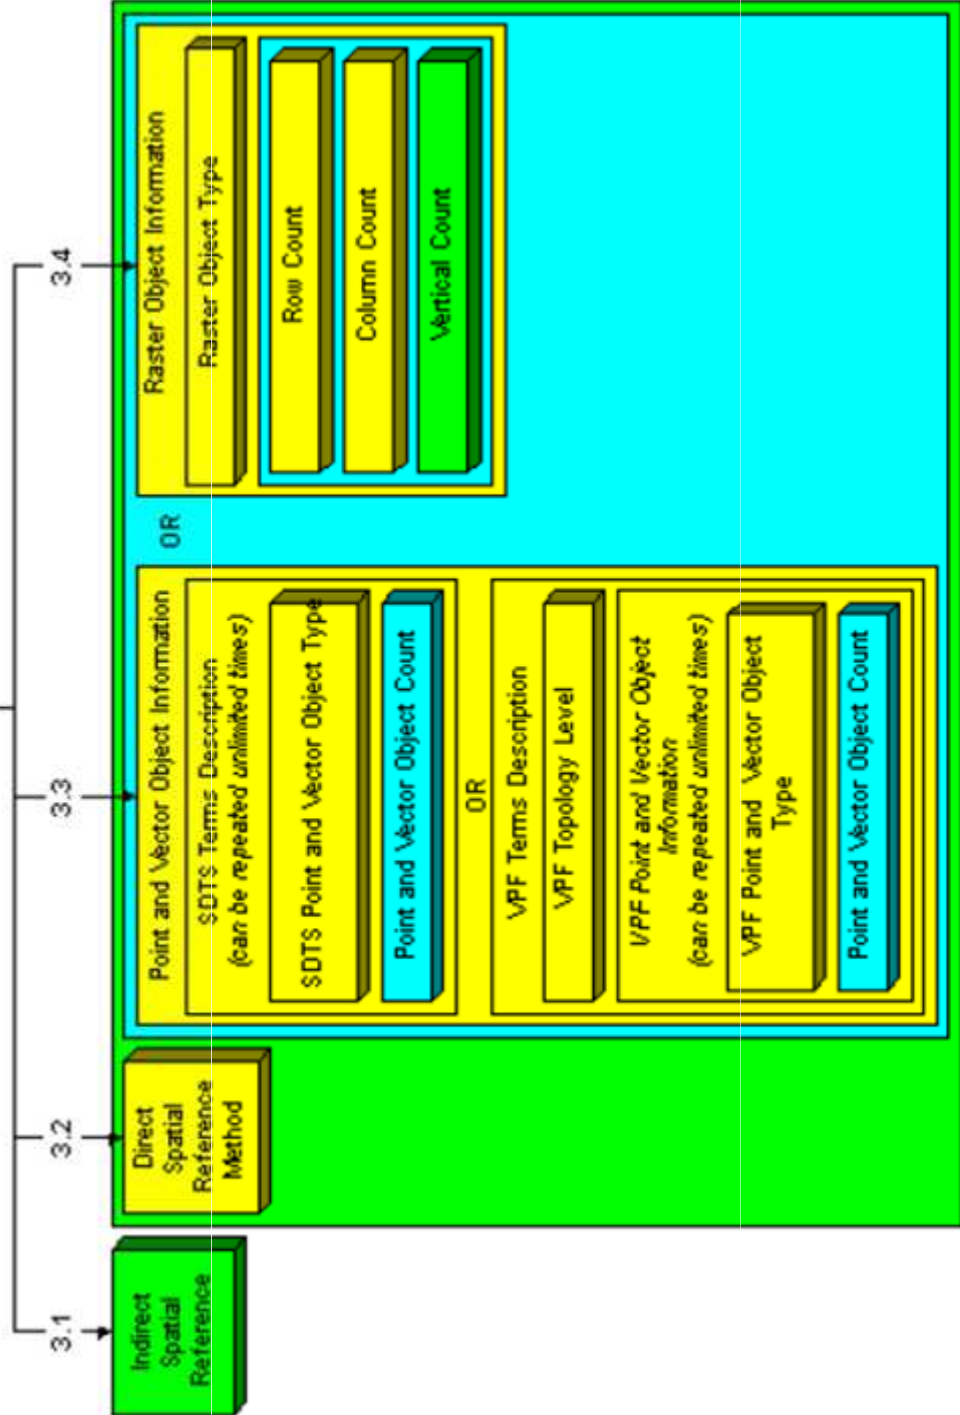 3.1
3.2
3.3
3.4
Indirect
Spatial
Reference
Direct
Spatial
Reference
Method
Point and Vector Object Information
SDTS Terms Description
(can be repeated unlimited times)
SDTS Point and Vector Object Type
Point and Vector Object Count
OR
VPF Terms Description
VPF Topology Level
VPF Point and Vector Object
Information
(can be repeated unlimited times)
VPF Point and Vector Object
Type
Point and Vector Object Count
OR
Raster Object Information
Raster Object Type
Row Count
Column Count
Vertical Count